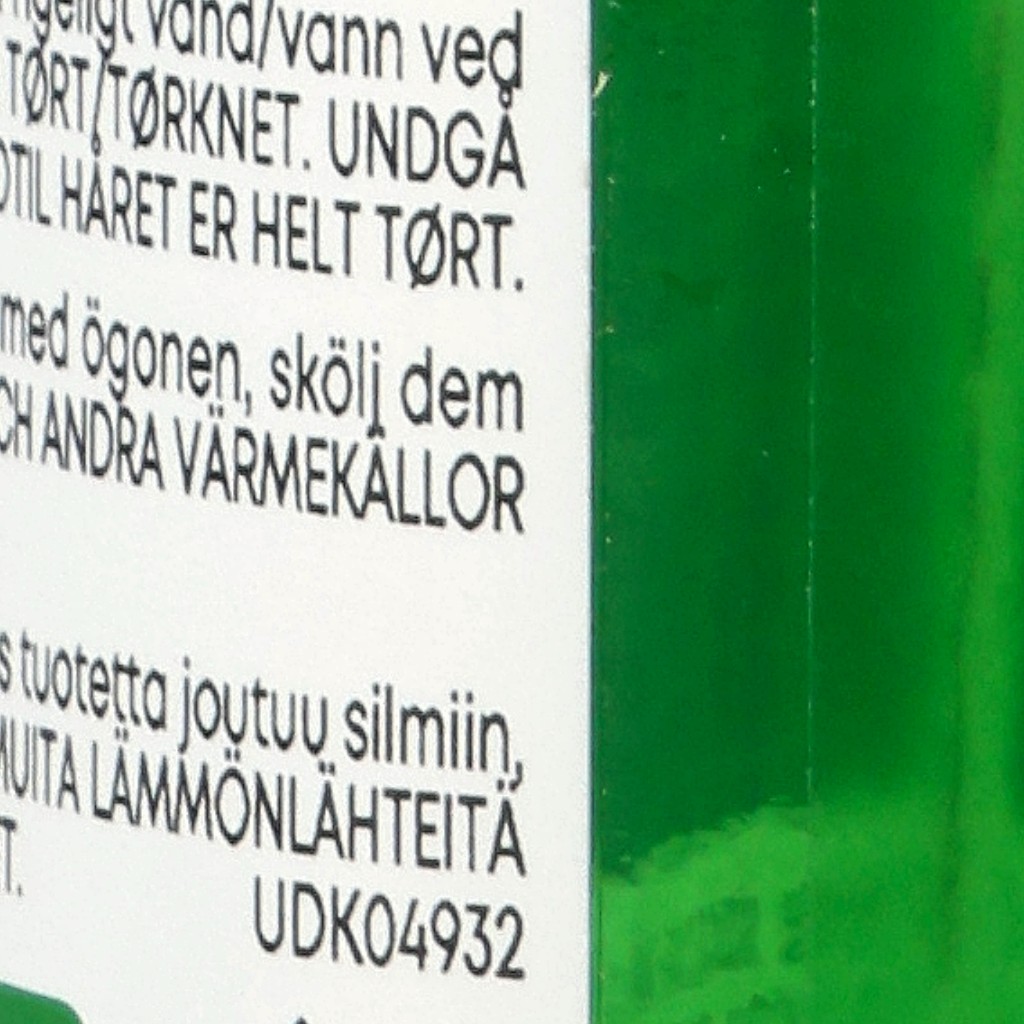 vand/vann ved
TØRT/TØRKNET. UNDGÅ
HÅRET ER HELT TØRT.
med ögonen, skölj dem
ANDRA VÄRMEKÄLLOR
tuotetta joutuu silmiin,
MUITA LÄMMÖNLÄHTEITÄ
UDK04932